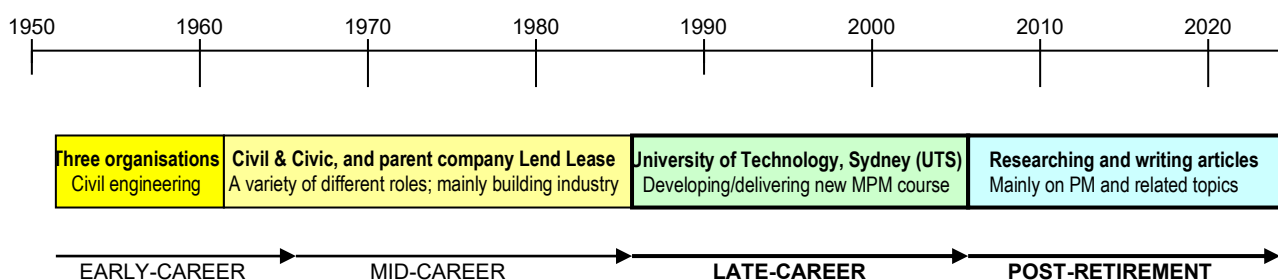 1950 1960 1970 1980 1990 2000 2010 2020
Three organisations Civil & Civic, and parent company Lend Lease University of Technology, Sydney (UTS) Researching and writing articles
Civil engineering A variety of different roles; mainly building industry Developing/delivering new MPM course Mainly on PM and related topics
EARLY-CAREER MID-CAREER LATE-CAREER POST-RETIREMENT